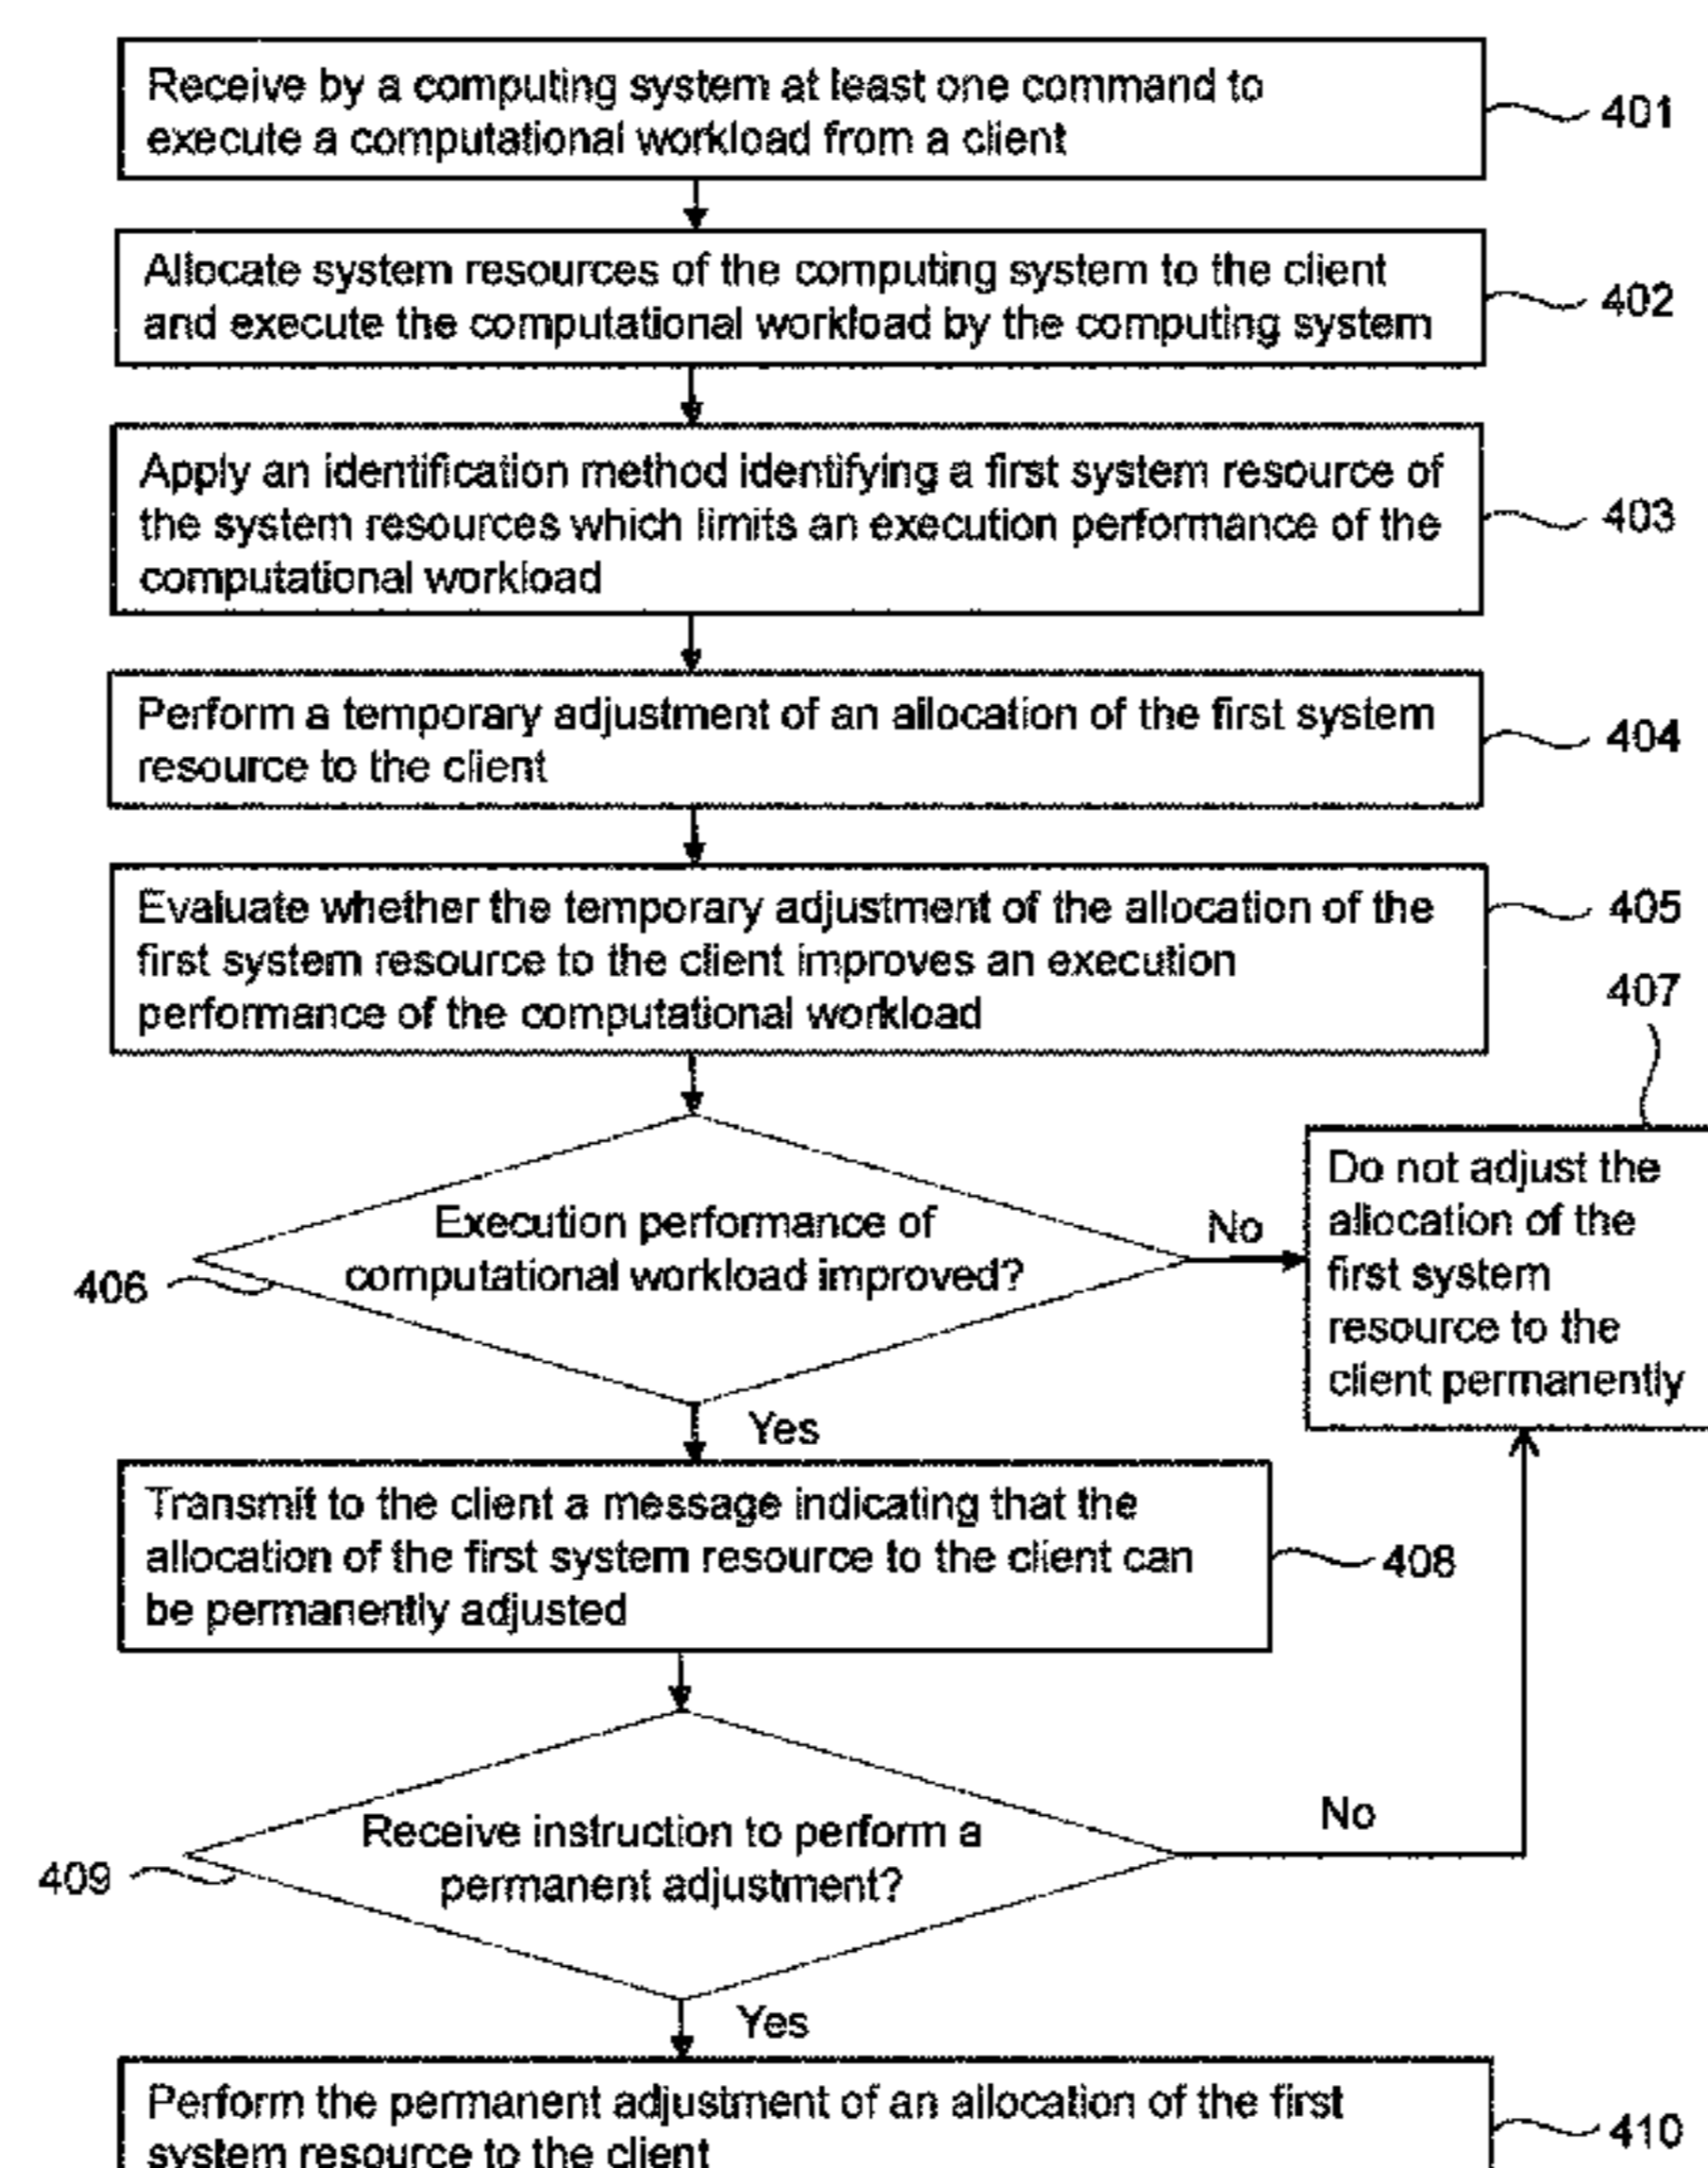 Receive by a computing system at least one command to
execute a computational workload from a client
401
Allocate system resources of the computing system to the client
and execute the computational workload by the computing system
402
Apply an identification method identifying a first system resource of
the system resources which limits an execution performance of the
computational workload
403
Perform a temporary adjustment of an allocation of the first system
resource to the client
404
Evaluate whether the temporary adjustment of the allocation of the
first system resource to the client improves an execution
performance of the computational workload
405
407
Execution performance of
computational workload improved?
406
No
Do not adjust the
allocation of the
first system
resource to the
client permanently
Yes
Transmit to the client a message indicating that the
allocation of the first system resource to the client can
be permanently adjusted
408
Receive instruction to perform a
permanent adjustment?
409
No
Yes
Perform the permanent adjustment of an allocation of the first
system resource to the client
410